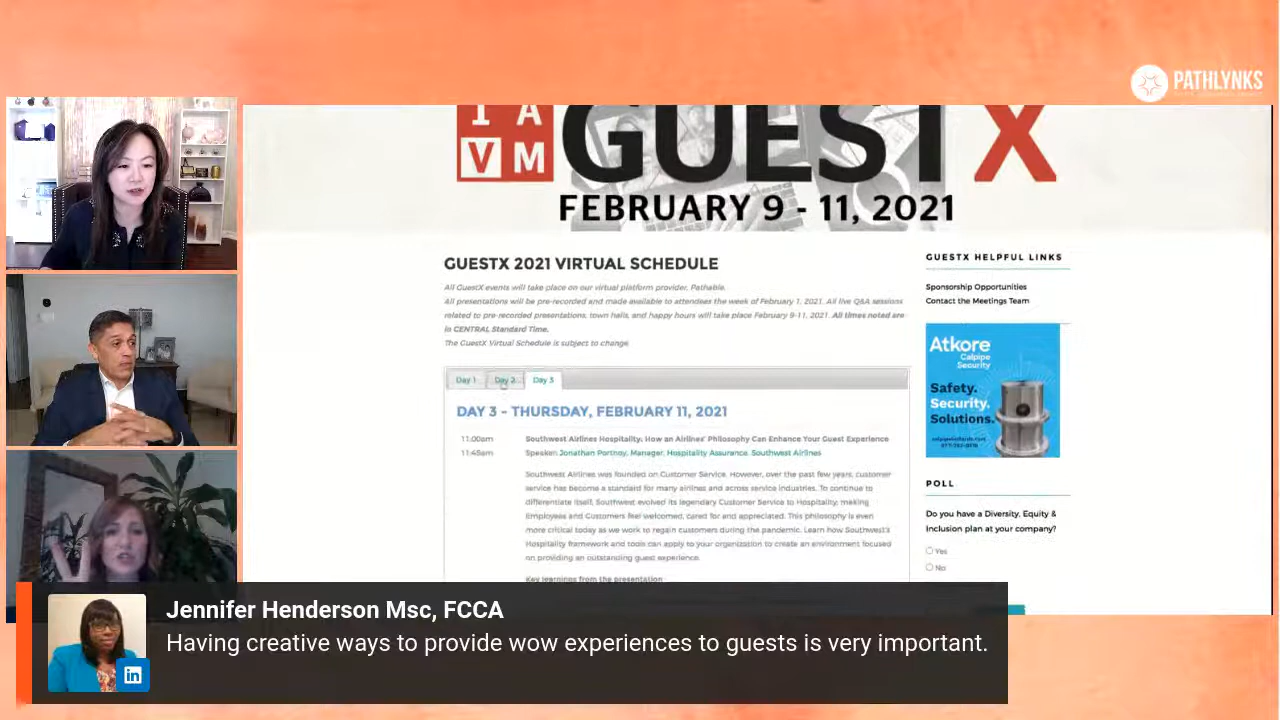 PATHLYNKS
I A
V M
GUESTX
FEBRUARY 9 - 11, 2021
GUESTX 2021 VIRTUAL SCHEDULE
All GuestX events will take place on our virtual platform provider, Pathable.
All presentations will be pre-recorded and made available to attendees the week of February 1, 2021. All live Q&A sessions
related to pre-recorded presentations, town halls, and happy hours will take place February 9-11, 2021. All times noted are
in CENTRAL Standard Time.
The GuestX Virtual Schedule is subject to change.
Day 1 Day 2 Day 3
DAY 3 - THURSDAY, FEBRUARY 11, 2021
11:00am Southwest Airlines Hospitality. How an Airlines' Philosophy Can Enhance Your Guest Experience
11:45am Speaker: Jonathan Portnoy, Manager, Hospitality Assurance, Southwest Airlines
Southwest Airlines was founded on Customer Service. However, over the past few years, customer
service has become a standard for many airlines and across service industries. To continue to
differentiate itself, Southwest evolved its legendary Customer Service to Hospitality; making
Employees and Customers feel welcomed, cared for and appreciated. This philosophy is even
more critical today as we work to regain customers during the pandemic. Learn how Southwest's
Hospitality framework and tools can apply to your organization to create an environment focused
on providing an outstanding guest experience.
Key learnings from the presentation
GUESTX HELPFUL LINKS
Sponsorship Opportunities
Contact the Meetings Team
Atkore
Calpipe
Security
Safety.
Security.
Solutions.
POLL
Do you have a Diversity, Equity &
Inclusion plan at your company?
Yes
No
Jennifer Henderson Msc, FCCA
Having creative ways to provide wow experiences to guests is very important.
in